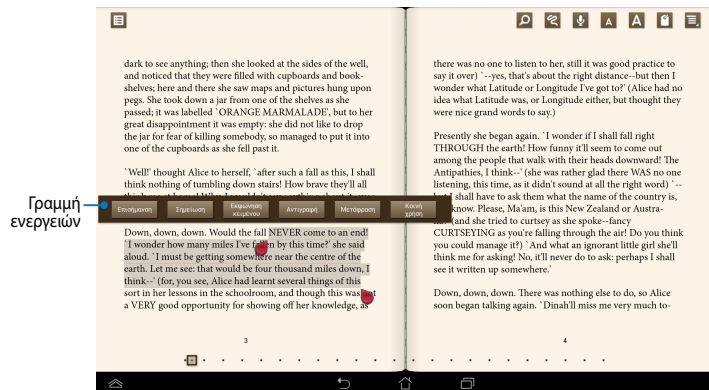 dark to see anything; then she looked at the sides of the well,
and noticed that they were filled with cupboards and book-
shelves; here and there she saw maps and pictures hung upon
pegs. She took down a jar from one of the shelves as she
passed; it was labelled `ORANGE MARMALADE', but to her
great disappointment it was empty: she did not like to drop
the jar for fear of killing somebody, so managed to put it into
one of the cupboards as she fell past it.
`Well!' thought Alice to herself, `after such a fall as this, I shall
think nothing of tumbling down stairs! How brave they'll all
Γραμμή
ενεργειών
Επισήμανση
Σημείωση
Εκφώνηση
κειμένου
Αντιγραφή
Μετάφραση
Κοινή
χρήση
Down, down, down. Would the fall NEVER come to an end!
`I wonder how many miles I've fallen by this time?' she said
aloud. `I must be getting somewhere near the centre of the
earth. Let me see: that would be four thousand miles down, I
think--' (for, you see, Alice had learnt several things of this
sort in her lessons in the schoolroom, and though this was not
a VERY good opportunity for showing off her knowledge, as
3
there was no one to listen to her, still it was good practice to
say it over) `--yes, that's about the right distance--but then I
wonder what Latitude or Longitude I've got to?' (Alice had no
idea what Latitude was, or Longitude either, but thought they
were nice grand words to say.)
Presently she began again. `I wonder if I shall fall right
THROUGH the earth! How funny it'll seem to come out
among the people that walk with their heads downward! The
Antipathies, I think--' (she was rather glad there WAS no one
listening, this time, as it didn't sound at all the right word) `--
but I shall have to ask them what the name of the country is,
know. Please, Ma'am, is this New Zealand or Austra-
(and she tried to curtsey as she spoke--fancy
CURTSEYING as you're falling through the air! Do you think
you could manage it?) `And what an ignorant little girl she'll
think me for asking! No, it'll never do to ask: perhaps I shall
see it written up somewhere.'
Down, down, down. There was nothing else to do, so Alice
soon began talking again. `Dinah'll miss me very much to-
4